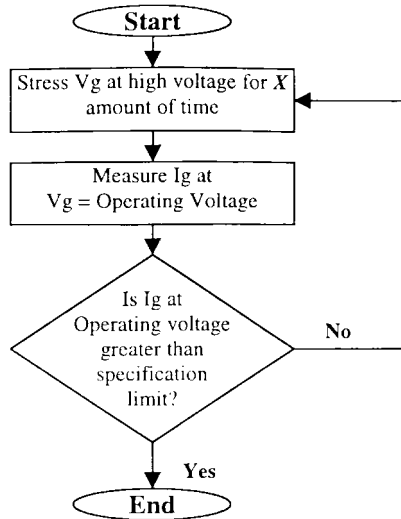 Start
Stress Vg at high voltage for X
amount of time
Measure Ig at
Vg = Operating Voltage
Is Ig at
Operating voltage
greater than
specification
limit?
No
Yes
End